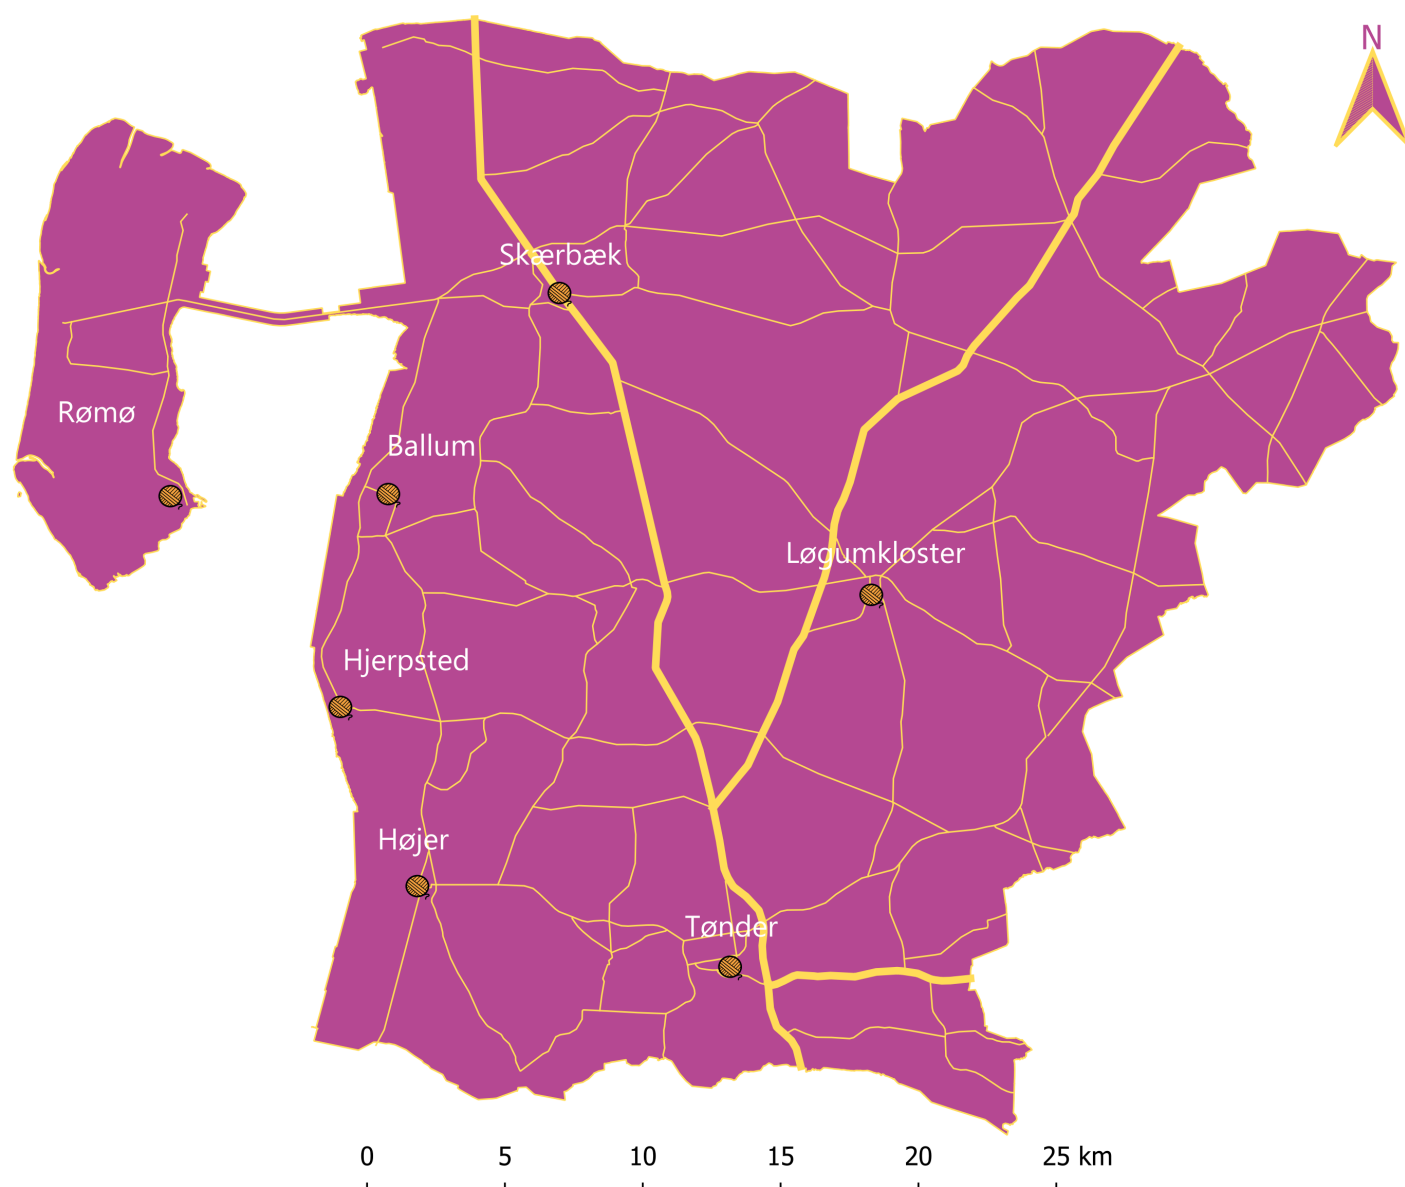 N
Skærbæk
Rømø
Ballum
Løgumkloster
Hjerpsted
Højer
Tønder
0 5 10 15 20 25 km